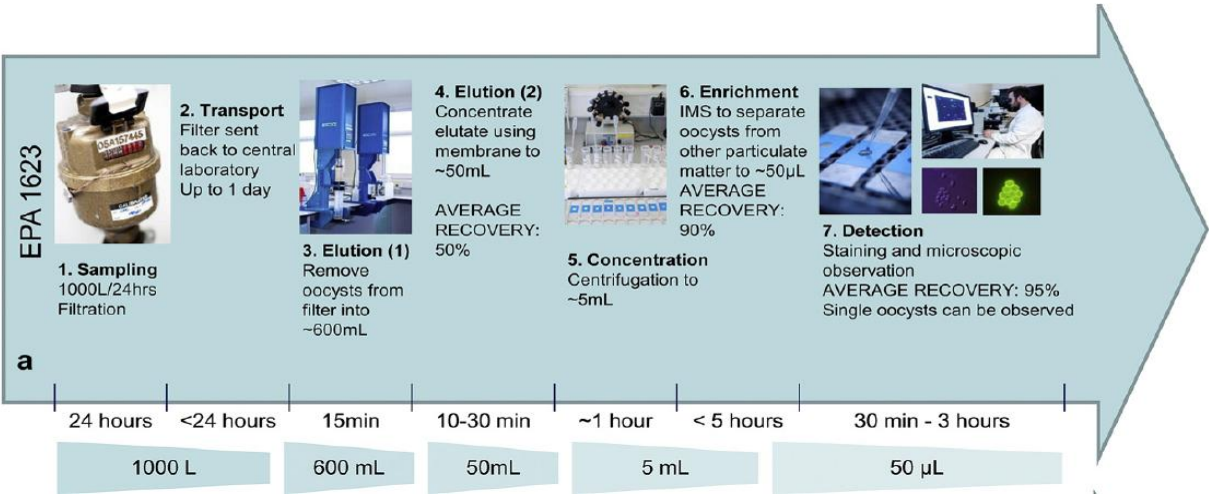 EPA 1623
OSA157445
1. Sampling
1000L/24hrs
Filtration
2. Transport
Filter sent
back to central
laboratory
Up to 1 day
3. Elution (1)
Remove
oocysts from
filter into
~600mL
4. Elution (2)
Concentrate
elutate using
membrane to
~50mL
AVERAGE
RECOVERY:
50%
5. Concentration
Centrifugation to
~5mL
6. Enrichment
IMS to separate
oocysts from
other particulate
matter to ~50µL
AVERAGE
RECOVERY:
90%
7. Detection
Staining and microscopic
observation
AVERAGE RECOVERY: 95%
Single oocysts can be observed
a
24 hours
<24 hours
15min
10-30 min
~1 hour
< 5 hours
30 min - 3 hours
1000 L
600 mL
50mL
5 mL
50 µL